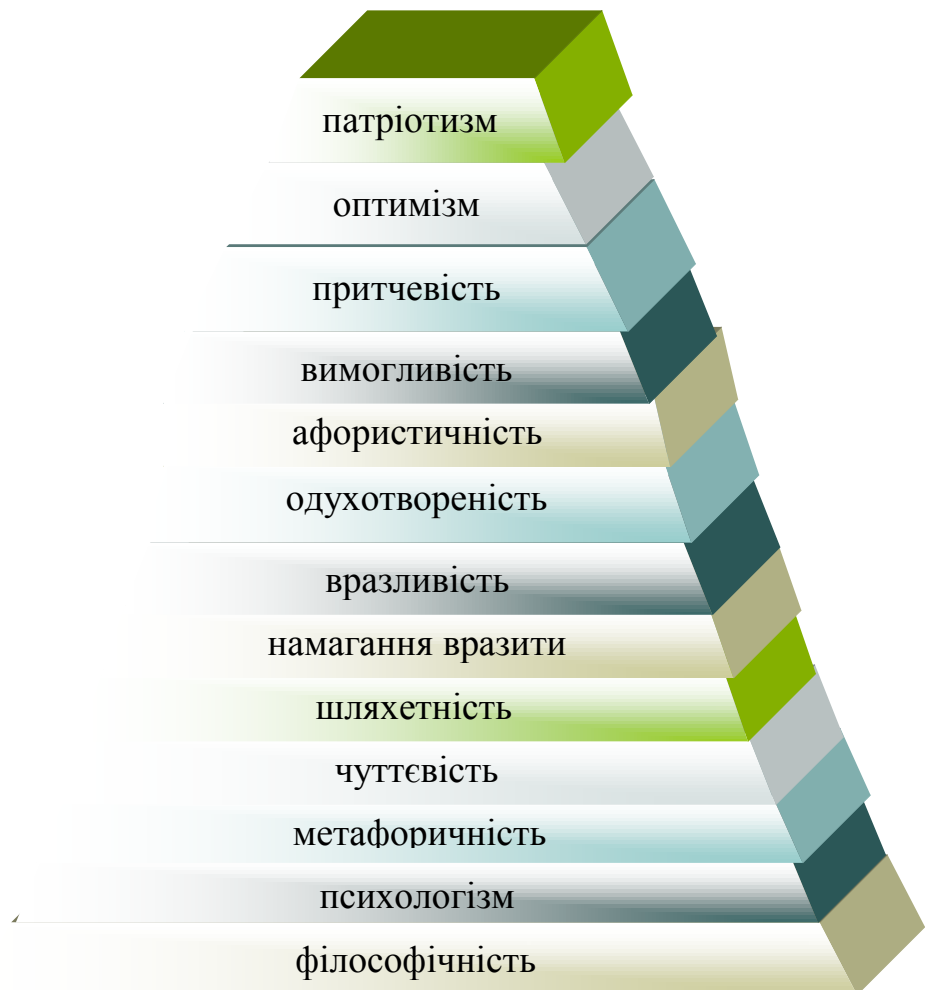 патріотизм
оптимізм
притчевість
вимогливість
афористичність
одухотвореність
вразливість
намагання вразити
шляхетність
чуттєвість
метафоричність
психологізм
філософічність